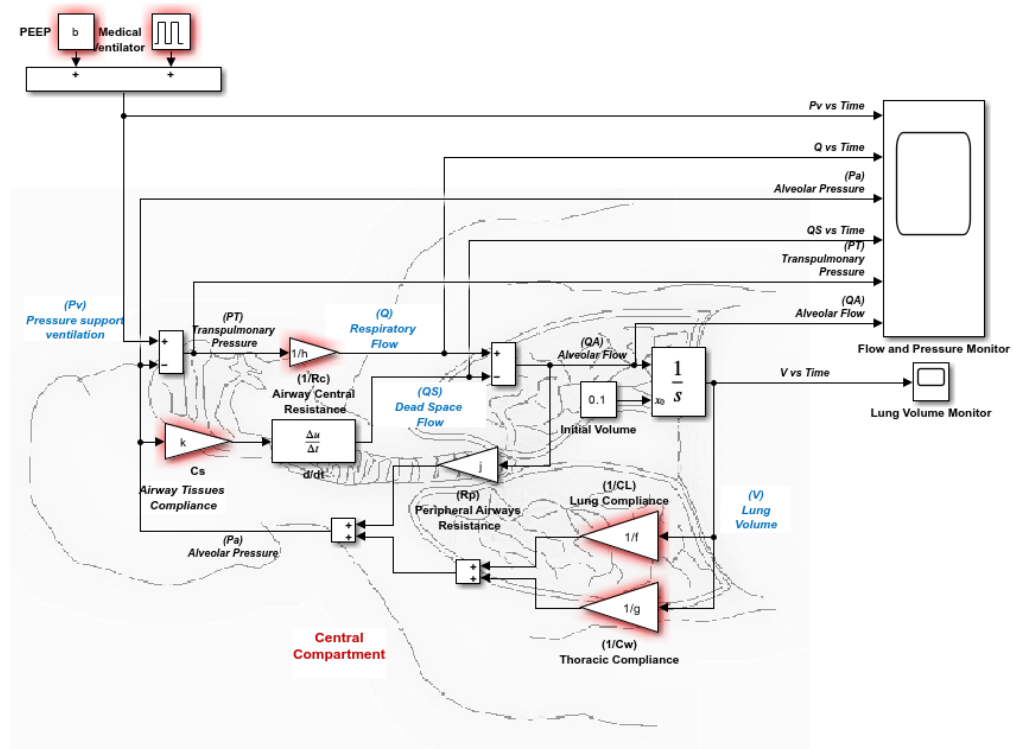 PEEP
b
Medical
Ventilator
+
+
Pv vs Time
Q vs Time
(Pa)
Alveolar Pressure
QS vs Time
(PT)
Transpulmonary
Pressure
(QA)
Alveolar Flow
Flow and Pressure Monitor
(Pv)
Pressure support
ventilation
+
−
(PT)
Transpulmonary
Pressure
1/h
(1/Rc)
Airway Central
Resistance
(Q)
Respiratory
Flow
+
−
(QS)
Dead Space
Flow
(QA)
Alveolar Flow
1
s
x₀
0.1
Initial Volume
V vs Time
Lung Volume Monitor
k
Cs
Airway Tissues
Compliance
Δu
Δt
d/dt
j
(Rp)
Peripheral Airways
Resistance
(1/CL)
Lung Compliance
1/f
(V)
Lung
Volume
+
+
(Pa)
Alveolar Pressure
+
+
1/g
(1/Cw)
Thoracic Compliance
Central
Compartment